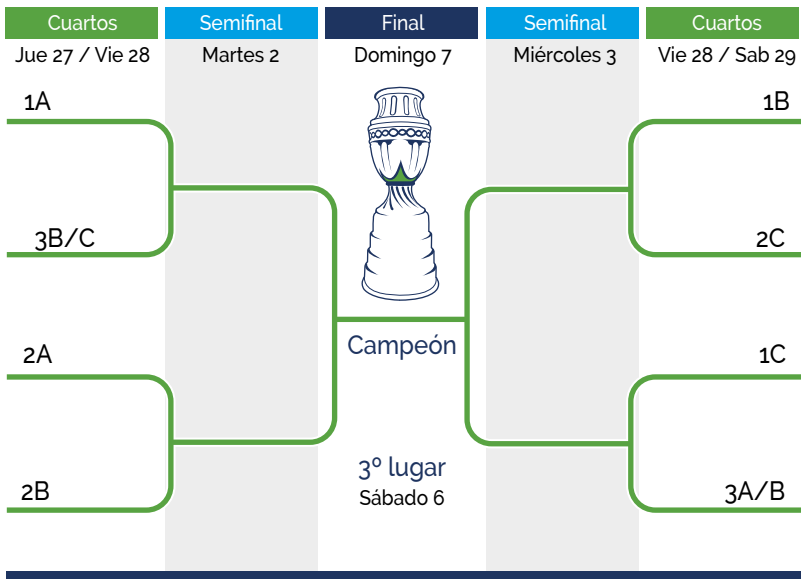 Cuartos
Semifinal
Final
Semifinal
Cuartos
Jue 27 / Vie 28
Martes 2
Domingo 7
Miércoles 3
Vie 28 / Sab 29
1A
1B
3B/C
2C
Campeón
2A
1C
3º lugar
Sábado 6
2B
3A/B